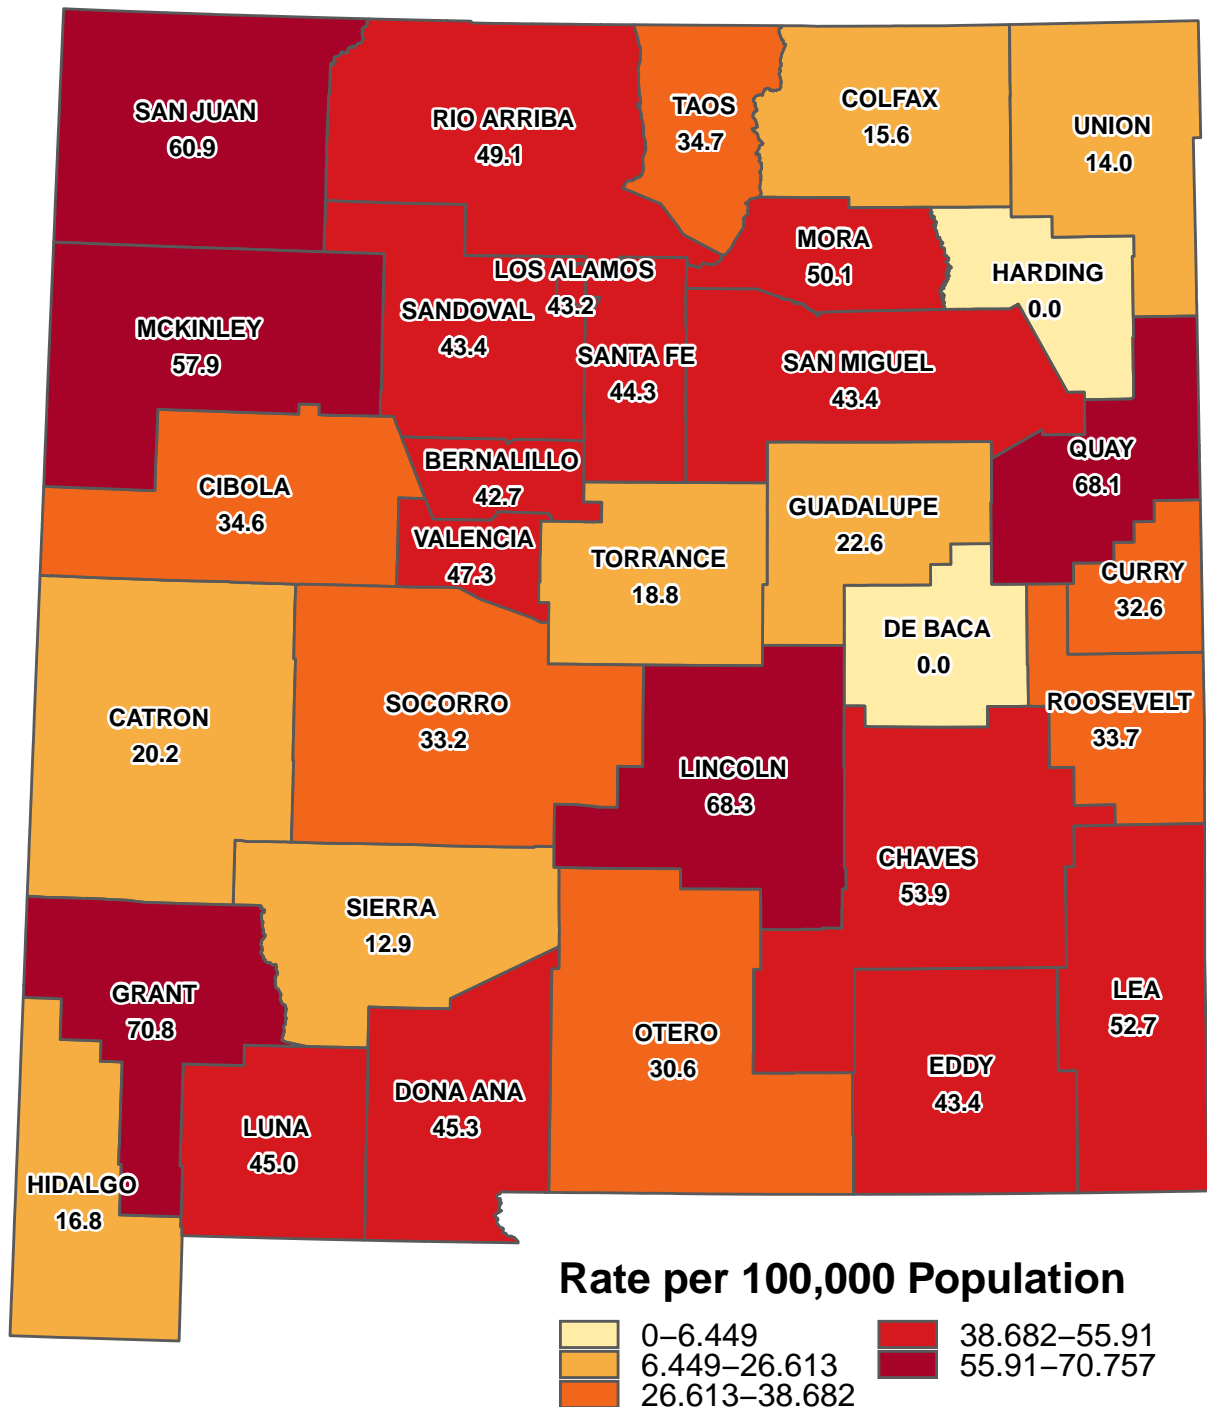 SAN JUAN
60.9
RIO ARRIBA
49.1
TAOS
34.7
COLFAX
15.6
UNION
14.0
MORA
50.1
HARDING
0.0
LOS ALAMOS
43.2
SANDOVAL
43.4
MCKINLEY
57.9
SANTA FE
44.3
SAN MIGUEL
43.4
QUAY
68.1
BERNALILLO
42.7
CIBOLA
34.6
GUADALUPE
22.6
VALENCIA
47.3
TORRANCE
18.8
CURRY
32.6
DE BACA
0.0
CATRON
20.2
SOCORRO
33.2
ROOSEVELT
33.7
LINCOLN
68.3
CHAVES
53.9
SIERRA
12.9
GRANT
70.8
LEA
52.7
OTERO
30.6
EDDY
43.4
DONA ANA
45.3
LUNA
45.0
HIDALGO
16.8
Rate per 100,000 Population
0–6.449
6.449–26.613
26.613–38.682
38.682–55.91
55.91–70.757